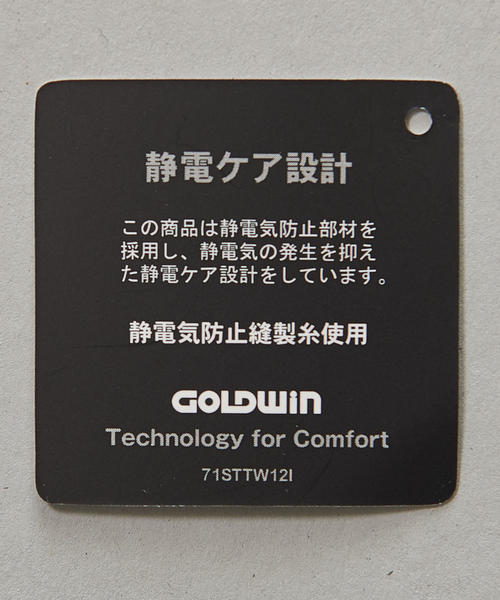 静電ケア設計
この商品は静電気防止部材を
採用し、静電気の発生を抑え
た静電ケア設計をしています。
静電気防止縫製糸使用
GOLDWIN
Technology for Comfort
71STTW12I